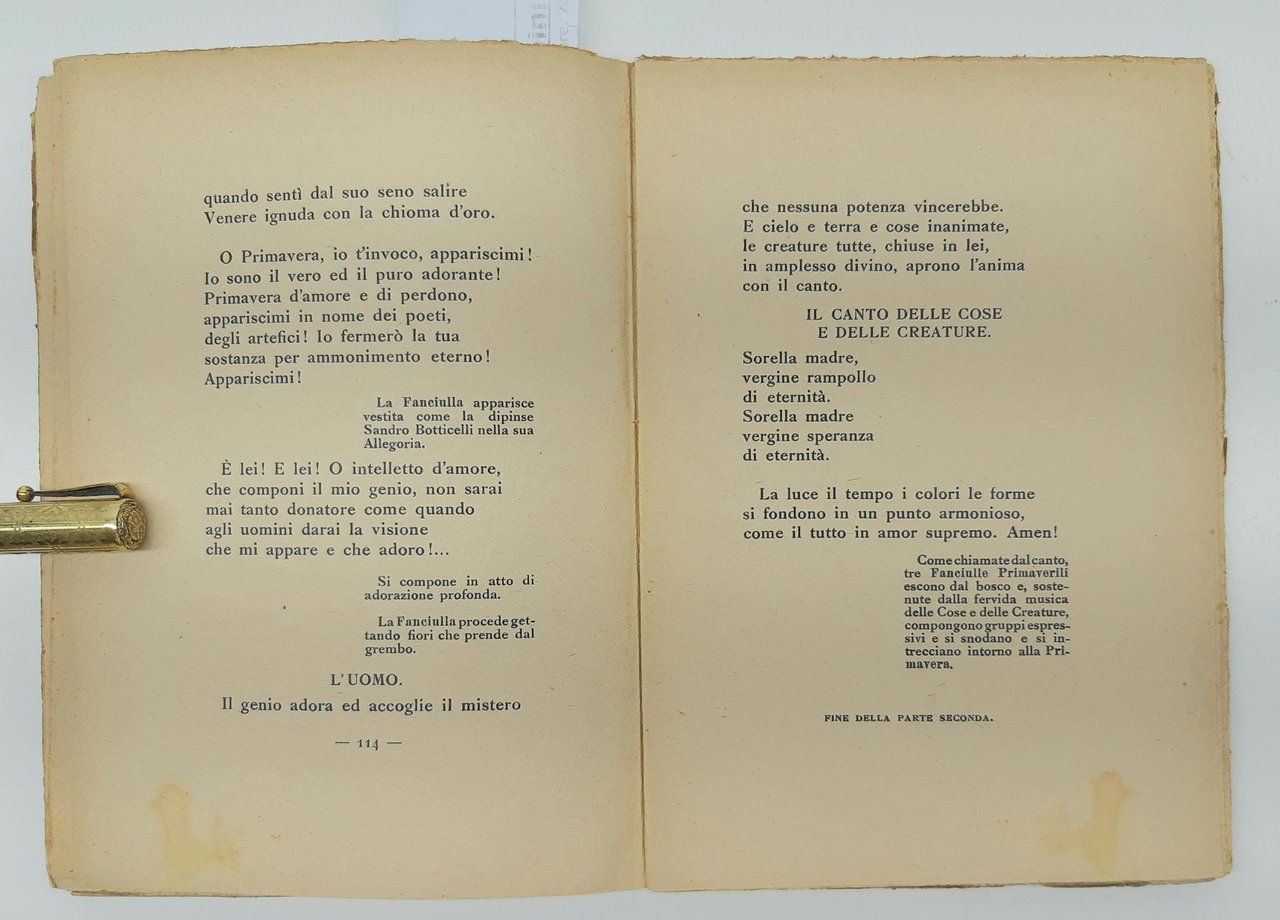 quando sentì dal suo seno salire
Venere ignuda con la chioma d'oro.
O Primavera, io t'invoco, appariscimi!
Io sono il vero ed il puro adorante!
Primavera d'amore e di perdono,
appariscimi in nome dei poeti,
degli artefici! Io fermerò la tua
sostanza per ammonimento eterno!
Appariscimi!
La Fanciulla apparisce
vestita come la dipinse
Sandro Botticelli nella sua
Allegoria.
È lei! E lei! O intelletto d'amore,
che componi il mio genio, non sarai
mai tanto donatore come quando
agli uomini darai la visione
che mi appare e che adoro!...
Si compone in atto di
adorazione profonda.
La Fanciulla procede get-
tando fiori che prende dal
grembo.
L'UOMO.
Il genio adora ed accoglie il mistero
— 114 —
che nessuna potenza vincerebbe.
E cielo e terra e cose inanimate,
le creature tutte, chiuse in lei,
in amplesso divino, aprono l'anima
con il canto.
IL CANTO DELLE COSE
E DELLE CREATURE.
Sorella madre,
vergine rampollo
di eternità.
Sorella madre
vergine speranza
di eternità.
La luce il tempo i colori le forme
si fondono in un punto armonioso,
come il tutto in amor supremo. Amen!
Come chiamate dal canto,
tre Fanciulle Primaverili
escono dal bosco e, soste-
nute dalla fervida musica
delle Cose e delle Creature,
compongono gruppi espres-
sivi e si snodano e si in-
trecciano intorno alla Pri-
mavera.
FINE DELLA PARTE SECONDA.